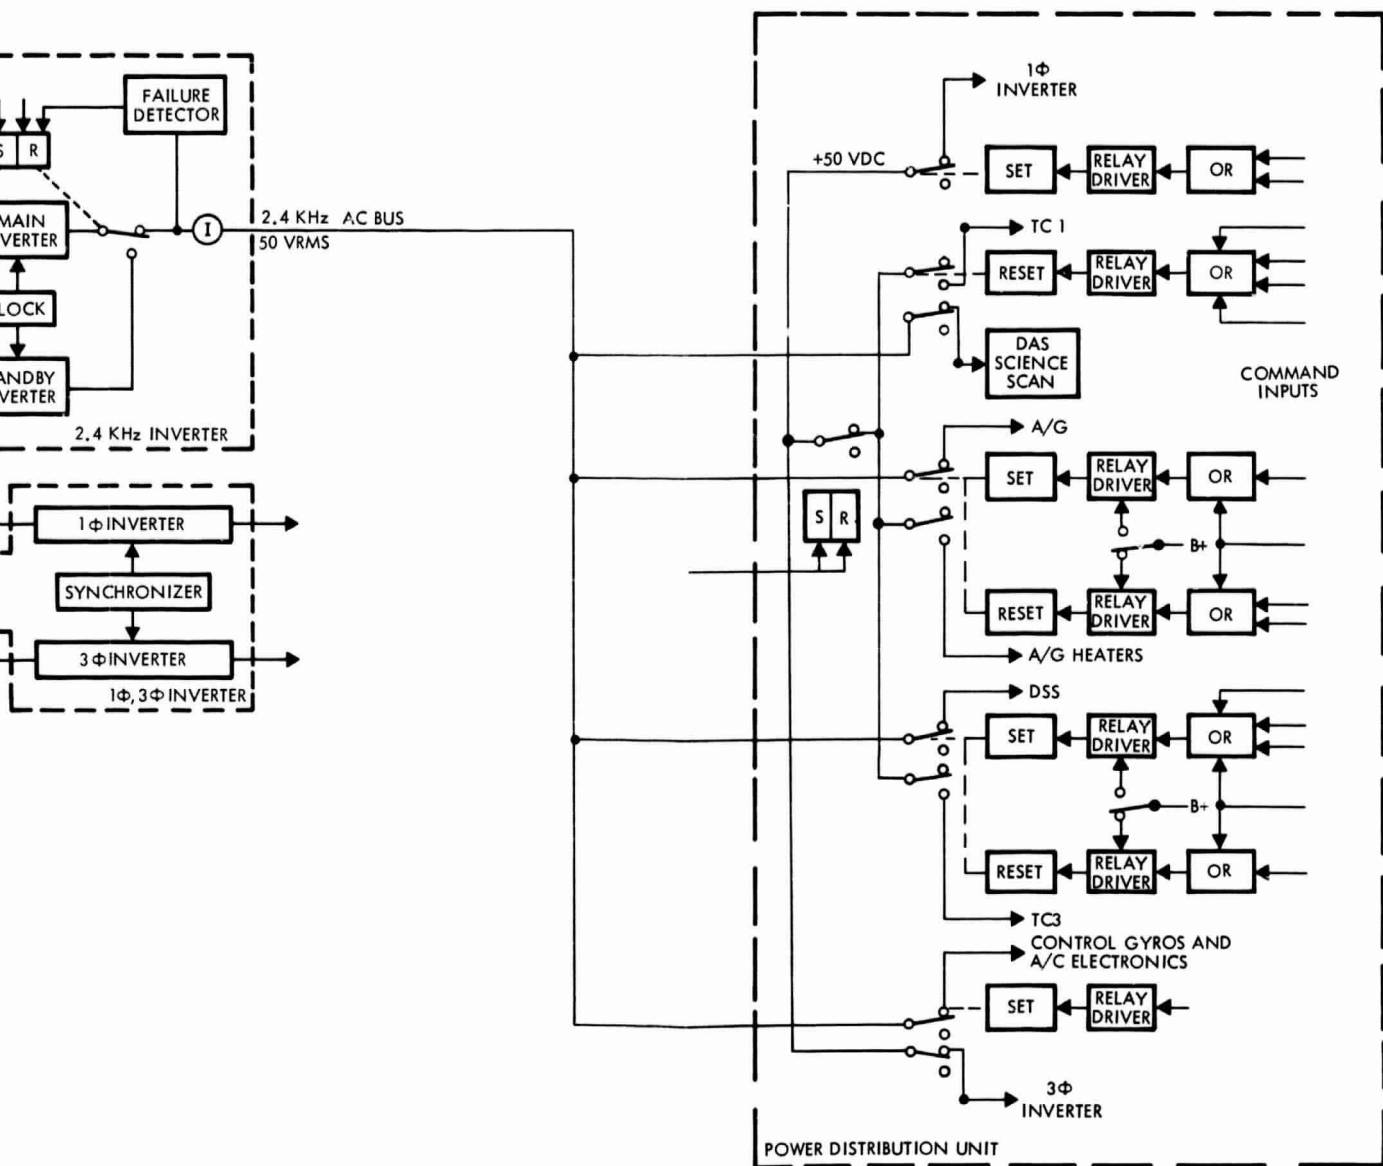 FAILURE
DETECTOR
S R
MAIN
VERTER
LOCK
ANDBY
VERTER
2.4 KHz INVERTER
2.4 KHz AC BUS
50 VRMS
1Φ INVERTER
SYNCHRONIZER
3Φ INVERTER
1Φ, 3Φ INVERTER
1Φ
INVERTER
+50 VDC
SET
RELAY
DRIVER
OR
TC 1
RESET
RELAY
DRIVER
OR
DAS
SCIENCE
SCAN
COMMAND
INPUTS
A/G
SET
RELAY
DRIVER
OR
S R
B+
RESET
RELAY
DRIVER
OR
A/G HEATERS
DSS
SET
RELAY
DRIVER
OR
B+
RESET
RELAY
DRIVER
OR
TC3
CONTROL GYROS AND
A/C ELECTRONICS
SET
RELAY
DRIVER
3Φ
INVERTER
POWER DISTRIBUTION UNIT
I